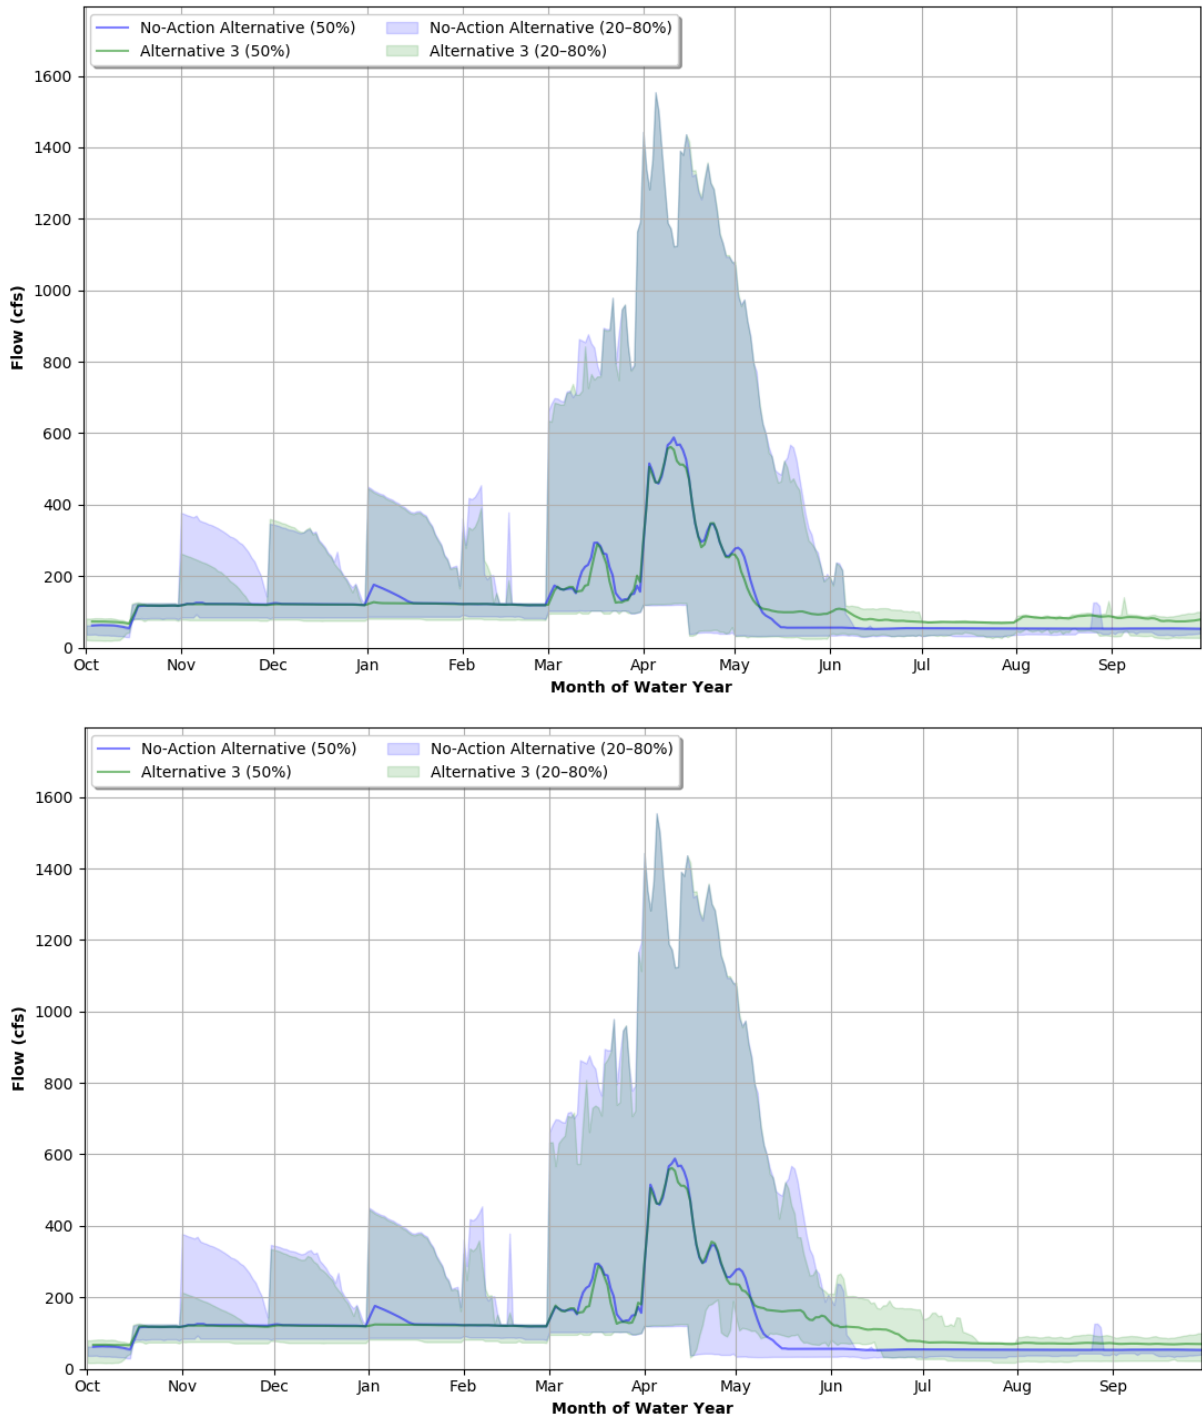 No-Action Alternative (50%) No-Action Alternative (20–80%)
Alternative 3 (50%) Alternative 3 (20–80%)
1600
1400
1200
1000
800
600
400
200
0
Flow (cfs)
Oct Nov Dec Jan Feb Mar Apr May Jun Jul Aug Sep
Month of Water Year
No-Action Alternative (50%) No-Action Alternative (20–80%)
Alternative 3 (50%) Alternative 3 (20–80%)
1600
1400
1200
1000
800
600
400
200
0
Flow (cfs)
Oct Nov Dec Jan Feb Mar Apr May Jun Jul Aug Sep
Month of Water Year